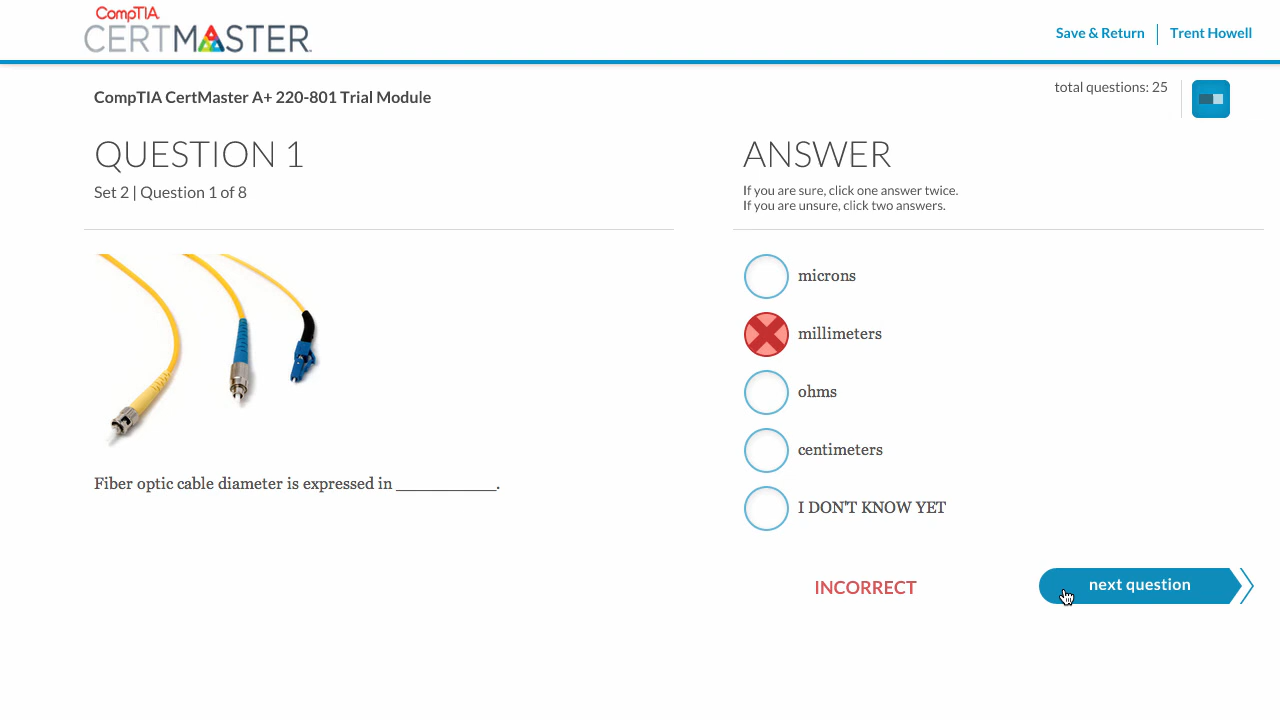 CompTIA.
CERTMASTER
Save & Return
Trent Howell
CompTIA CertMaster A+ 220-801 Trial Module
total questions: 25
QUESTION 1
Set 2 | Question 1 of 8
ANSWER
If you are sure, click one answer twice.
If you are unsure, click two answers.
microns
millimeters
ohms
centimeters
I DON'T KNOW YET
Fiber optic cable diameter is expressed in ____________.
INCORRECT
next question